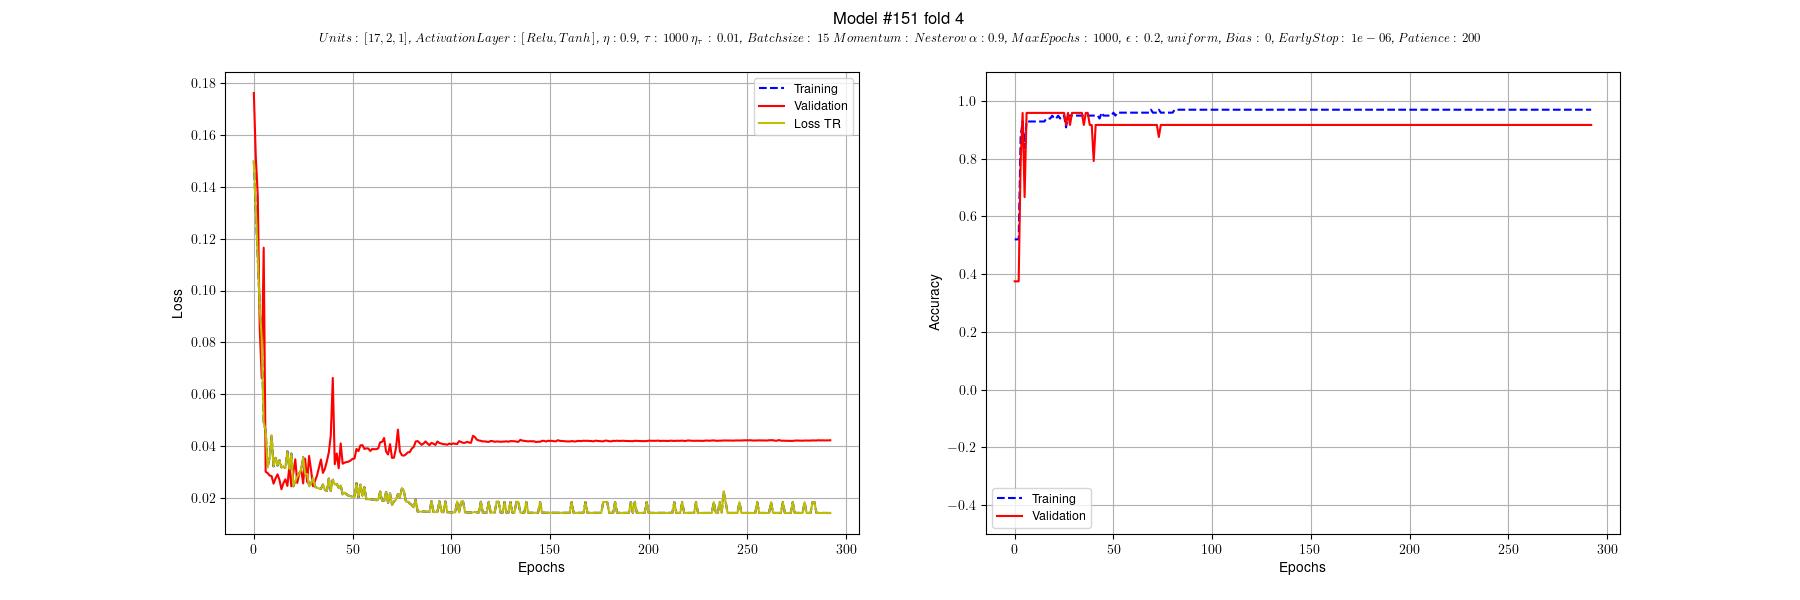 Model #151 fold 4
Units : [17, 2, 1], ActivationLayer : [Relu, Tanh], η : 0.9, τ : 1000 η_τ : 0.01, Batchsize : 15 Momentum : Nesterov α : 0.9, MaxEpochs : 1000, ϵ : 0.2, uniform, Bias : 0, EarlyStop : 1e − 06, Patience : 200
0.18
0.16
0.14
0.12
0.10
0.08
0.06
0.04
0.02
Loss
Training
Validation
Loss TR
0 50 100 150 200 250 300
Epochs
1.0
0.8
0.6
0.4
0.2
0.0
−0.2
−0.4
Accuracy
Training
Validation
0 50 100 150 200 250 300
Epochs